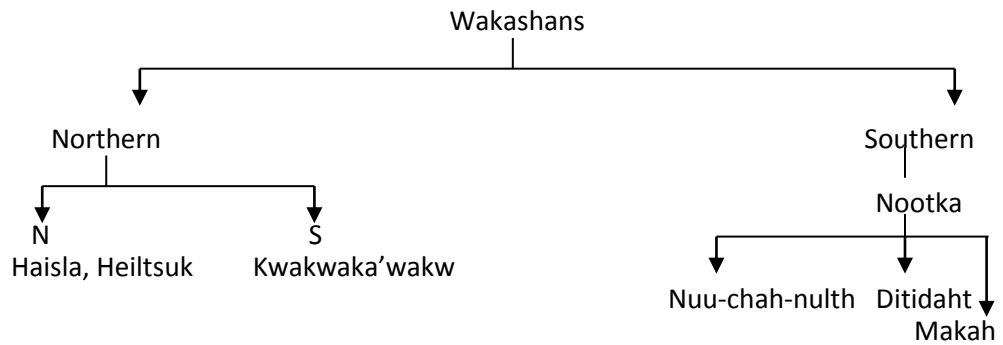 Wakashans
Northern
Southern
Nootka
N
S
Haisla, Heiltsuk
Kwakwaka’wakw
Nuu-chah-nulth
Ditidaht
Makah